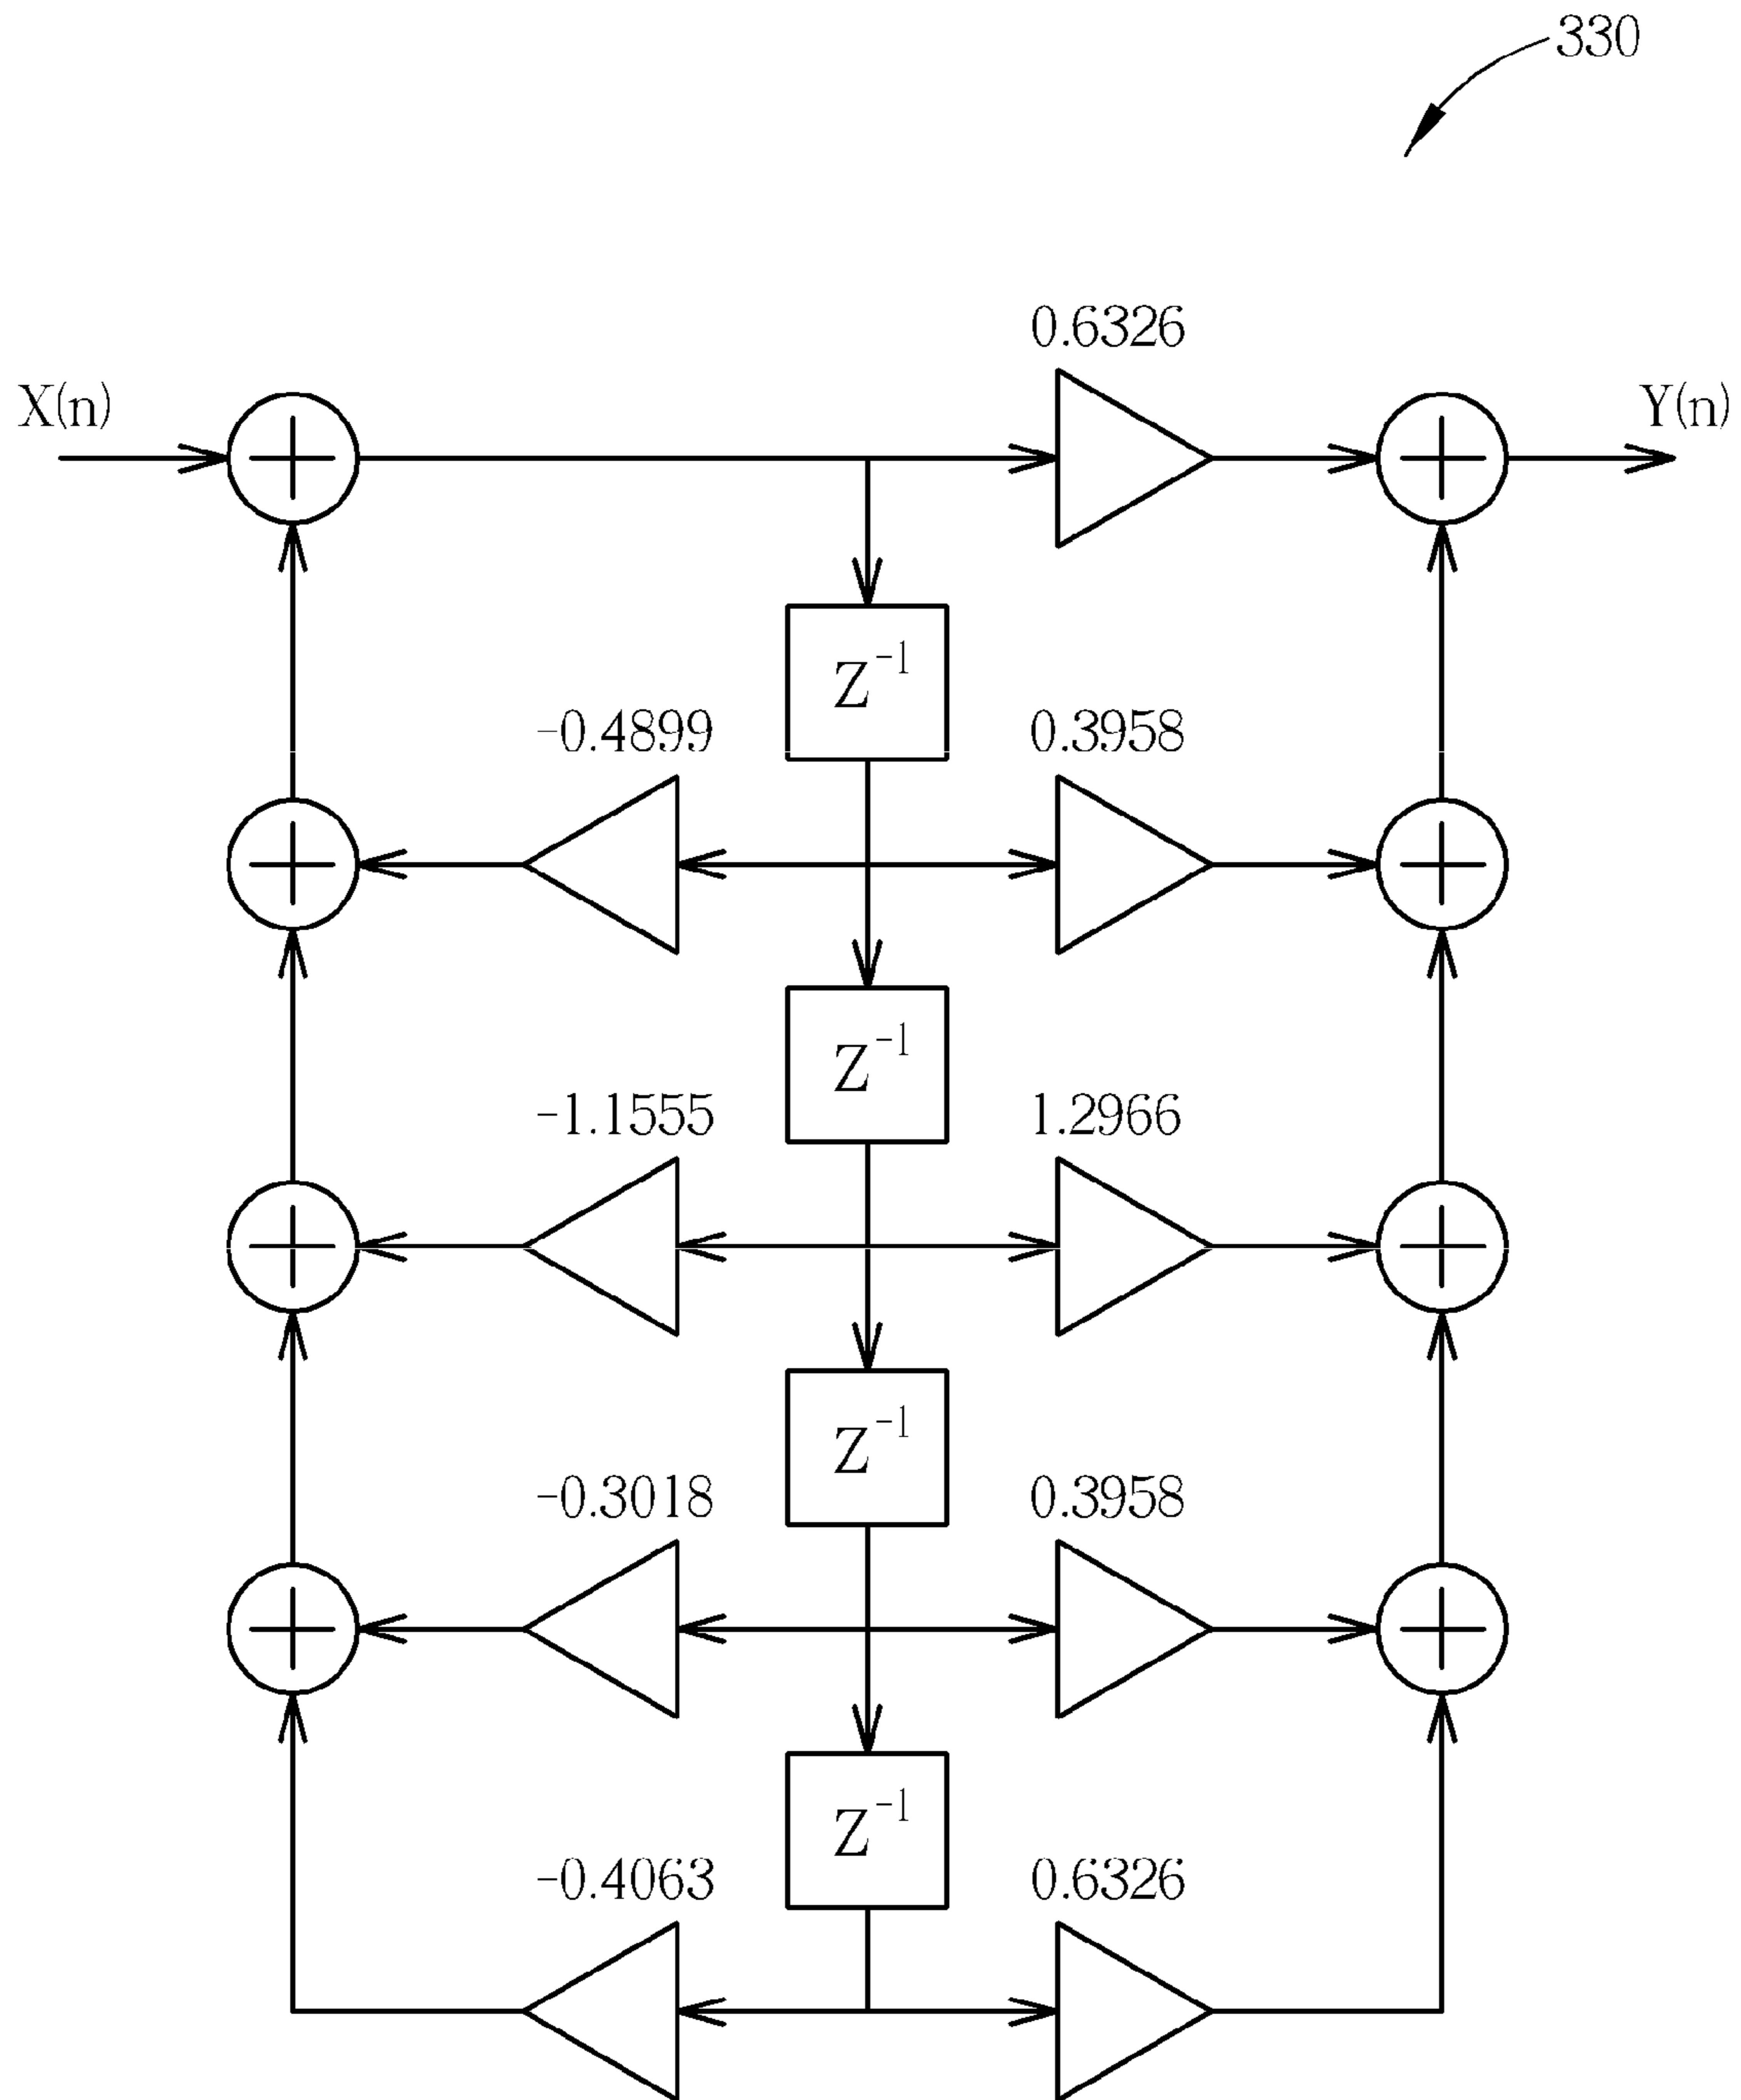 330
0.6326
X(n) Y(n)
Z⁻¹
-0.4899 0.3958
Z⁻¹
-1.1555 1.2966
Z⁻¹
-0.3018 0.3958
Z⁻¹
-0.4063 0.6326